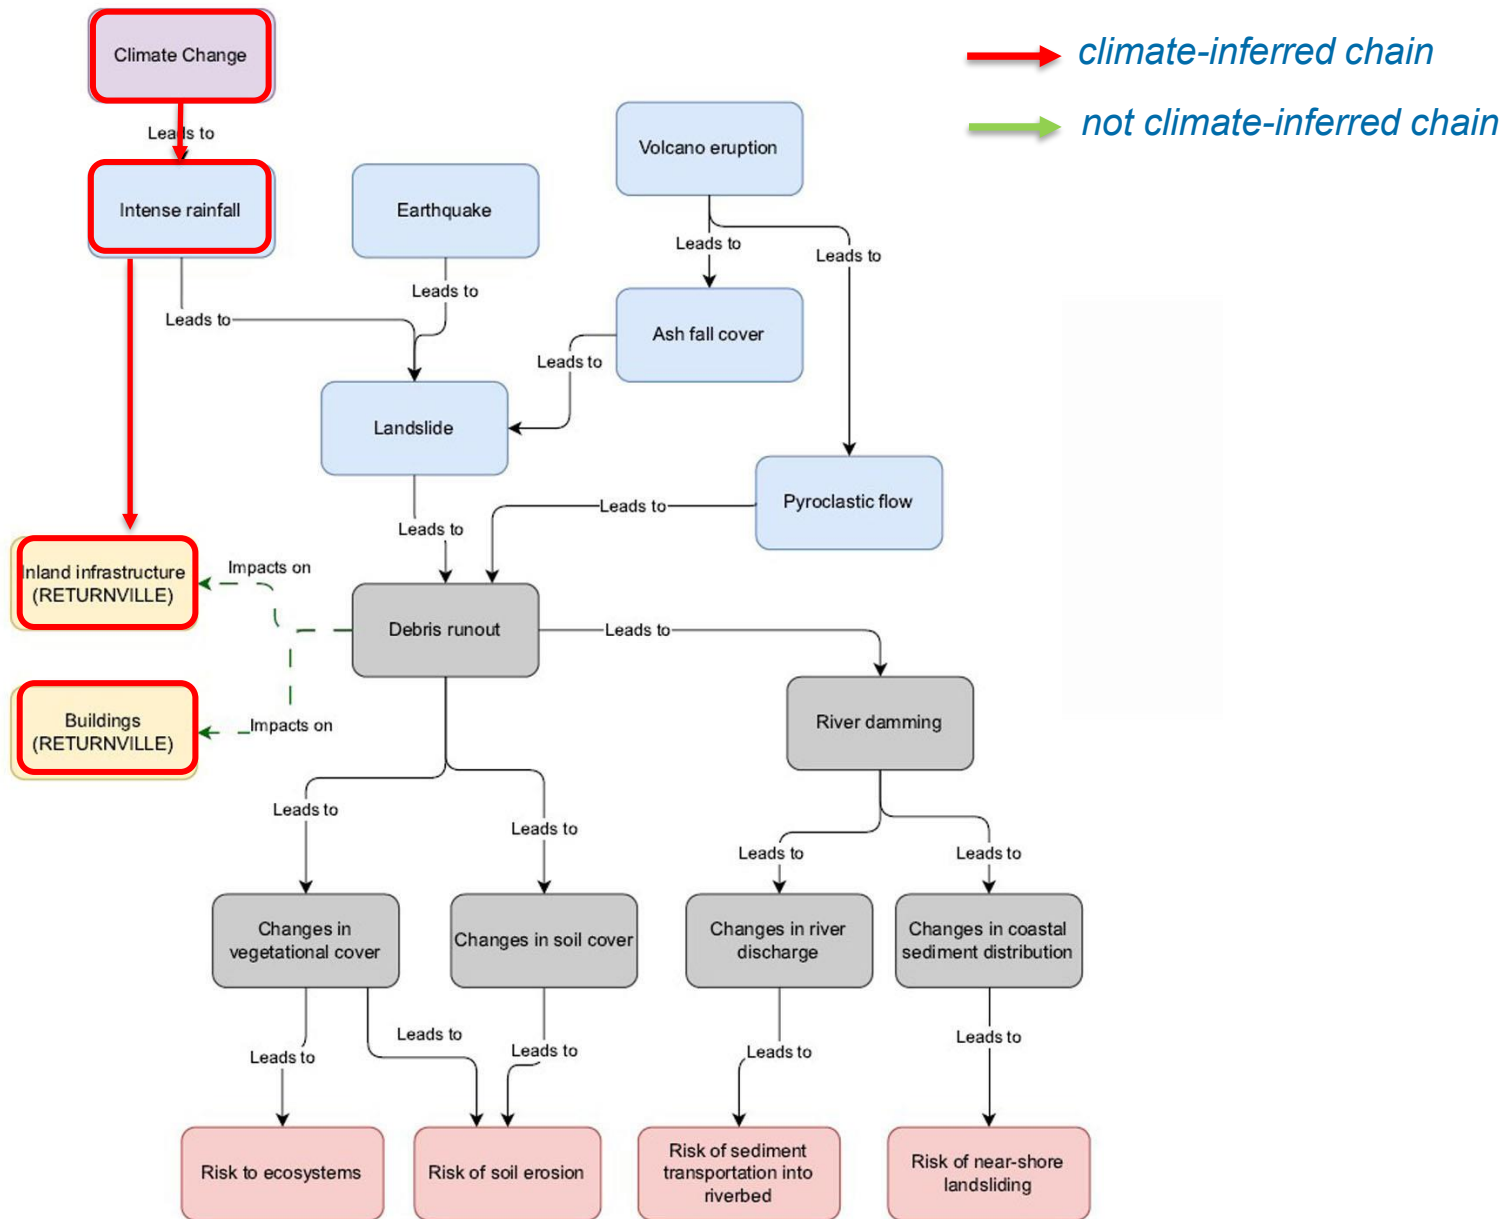 Climate Change
climate-inferred chain
not climate-inferred chain
Leads to
Volcano eruption
Intense rainfall
Earthquake
Leads to
Leads to
Leads to
Leads to
Ash fall cover
Leads to
Landslide
Pyroclastic flow
Leads to
Leads to
Inland infrastructure
(RETURNVILLE)
Impacts on
Debris runout
Leads to
Buildings
(RETURNVILLE)
Impacts on
River damming
Leads to
Leads to
Leads to
Leads to
Changes in
vegetational cover
Changes in soil cover
Changes in river
discharge
Changes in coastal
sediment distribution
Leads to
Leads to
Leads to
Leads to
Leads to
Risk to ecosystems
Risk of soil erosion
Risk of sediment
transportation into
riverbed
Risk of near-shore
landsliding